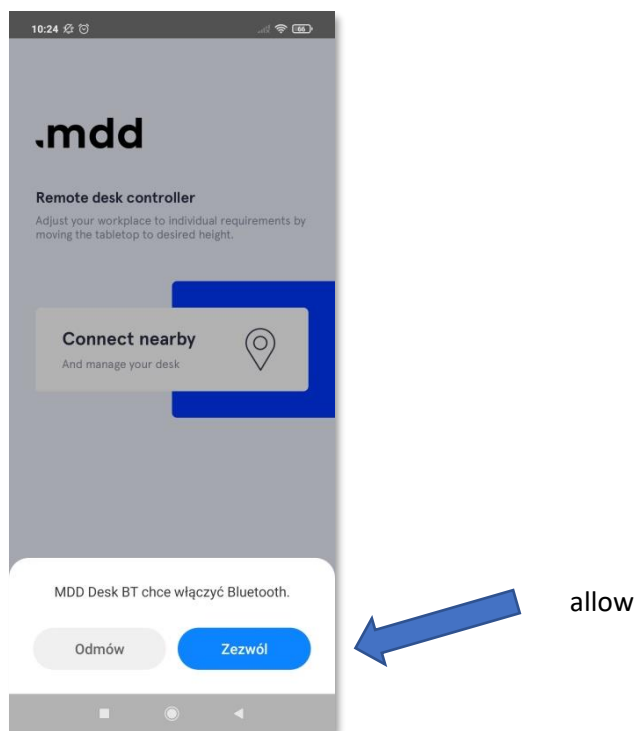 10:24
66
.mdd
Remote desk controller
Adjust your workplace to individual requirements by
moving the tabletop to desired height.
Connect nearby
And manage your desk
MDD Desk BT chce włączyć Bluetooth.
Odmów Zezwól
allow